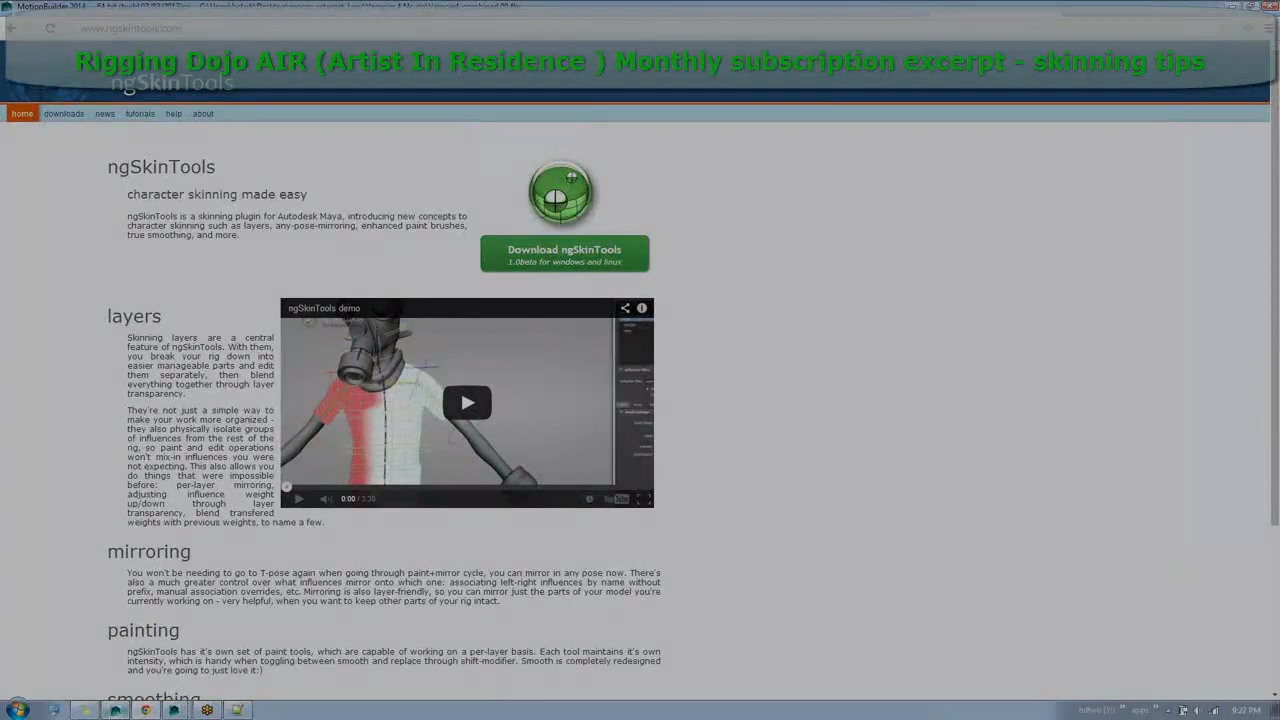 MotionBuilder 2014
www.ngskintools.com
Rigging Dojo AIR (Artist In Residence ) Monthly subscription excerpt - skinning tips
ngSkinTools
home downloads news tutorials help about
ngSkinTools
character skinning made easy
ngSkinTools is a skinning plugin for Autodesk Maya, introducing new concepts to
character skinning such as layers, any-pose-mirroring, enhanced paint brushes,
true smoothing, and more.
Download ngSkinTools
1.0beta for windows and linux
layers
ngSkinTools demo
Skinning layers are a central
feature of ngSkinTools. With them,
you break your rig down into
easier manageable parts and edit
them separately, then blend
everything together through layer
transparency.
They're not just a simple way to
make your work more organized -
they also physically isolate groups
of influences from the rest of the
rig, so paint and edit operations
won't mix-in influences you were
not expecting. This also allows you
do things that were impossible
before: per-layer mirroring,
adjusting influence weight
up/down through layer
transparency, blend transfered
weights with previous weights, to name a few.
0:00 / 3:30
mirroring
You won't be needing to go to T-pose again when going through paint+mirror cycle, you can mirror in any pose now. There's
also a much greater control over what influences mirror onto which one: associating left-right influences by name without
prefix, manual association overrides, etc. Mirroring is also layer-friendly, so you can mirror just the parts of your model you're
currently working on - very helpful, when you want to keep other parts of your rig intact.
painting
ngSkinTools has it's own set of paint tools, which are capable of working on a per-layer basis. Each tool maintains it's own
intensity, which is handy when toggling between smooth and replace through shift-modifier. Smooth is completely redesigned
and you're going to just love it:)
smoothing
apps
9:22 PM